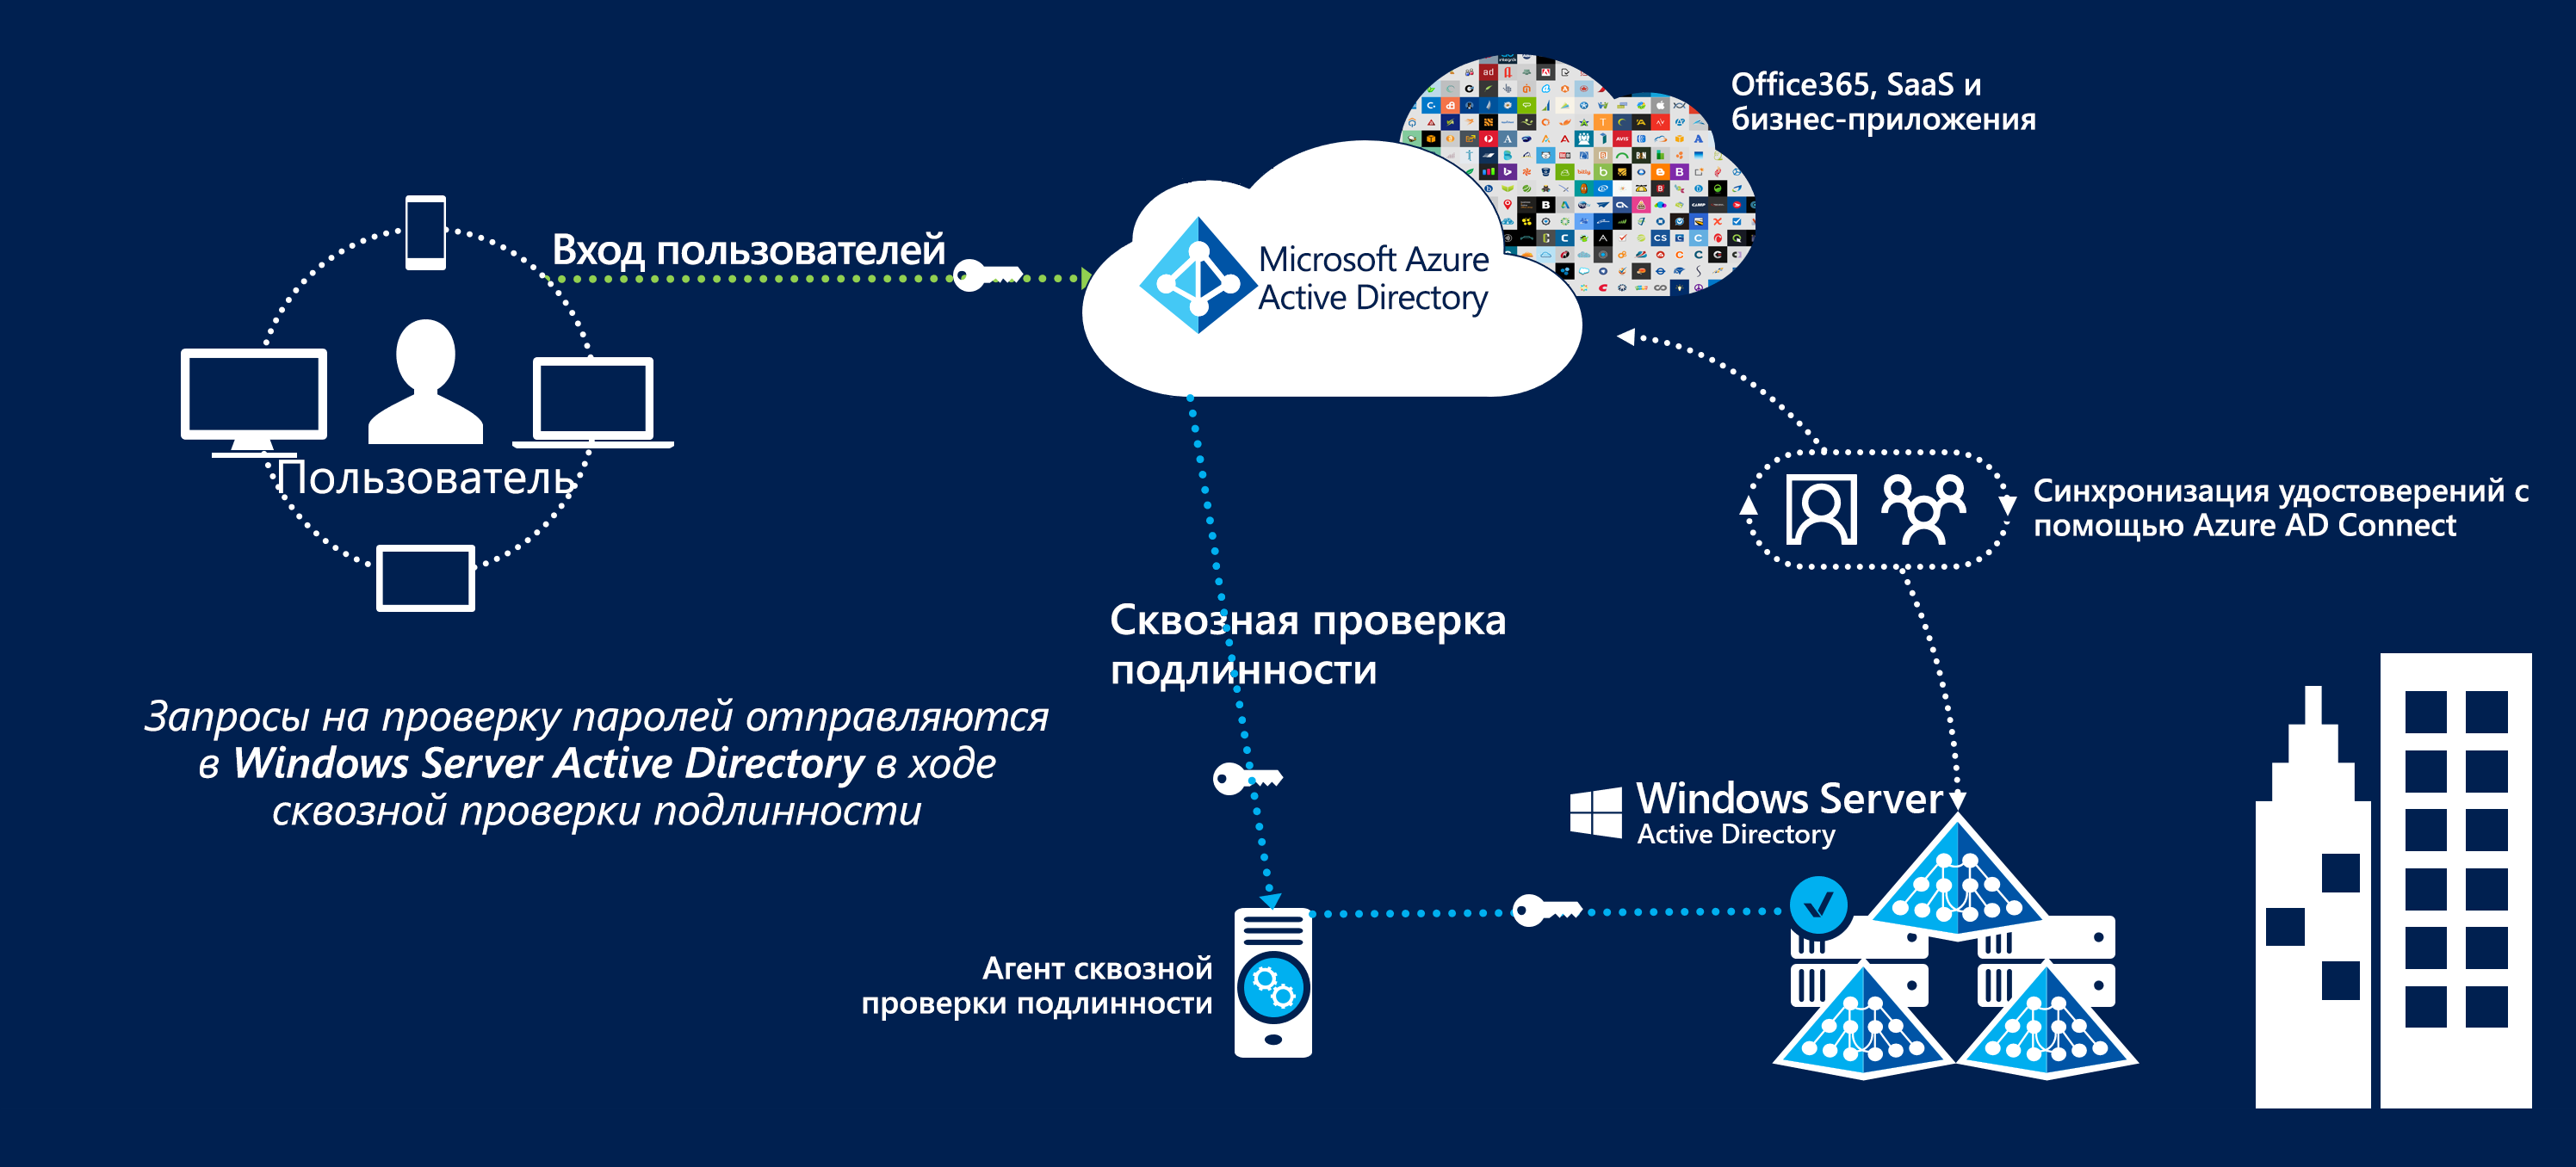 Office365, SaaS и
бизнес-приложения
Вход пользователей
Microsoft Azure
Active Directory
Пользователь
Синхронизация удостоверений с
помощью Azure AD Connect
Сквозная проверка
подлинности
Запросы на проверку паролей отправляются
в Windows Server Active Directory в ходе
сквозной проверки подлинности
Windows Server
Active Directory
Агент сквозной
проверки подлинности